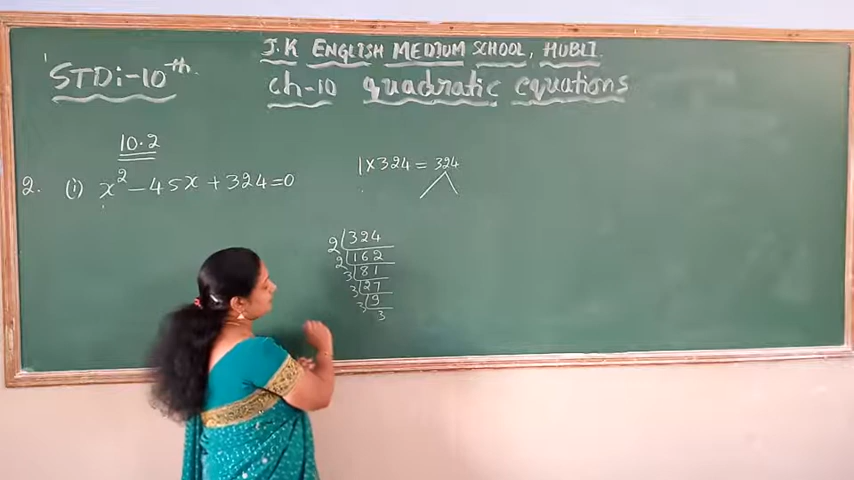 J.K ENGLISH MEDIUM SCHOOL, HUBLI.
STD:-10th.
ch-10 quadratic equations
10.2
2. (i) x² - 45x + 324 = 0
1 x 324 = 324
2 | 324
2 | 162
3 | 81
3 | 27
3 | 9
3